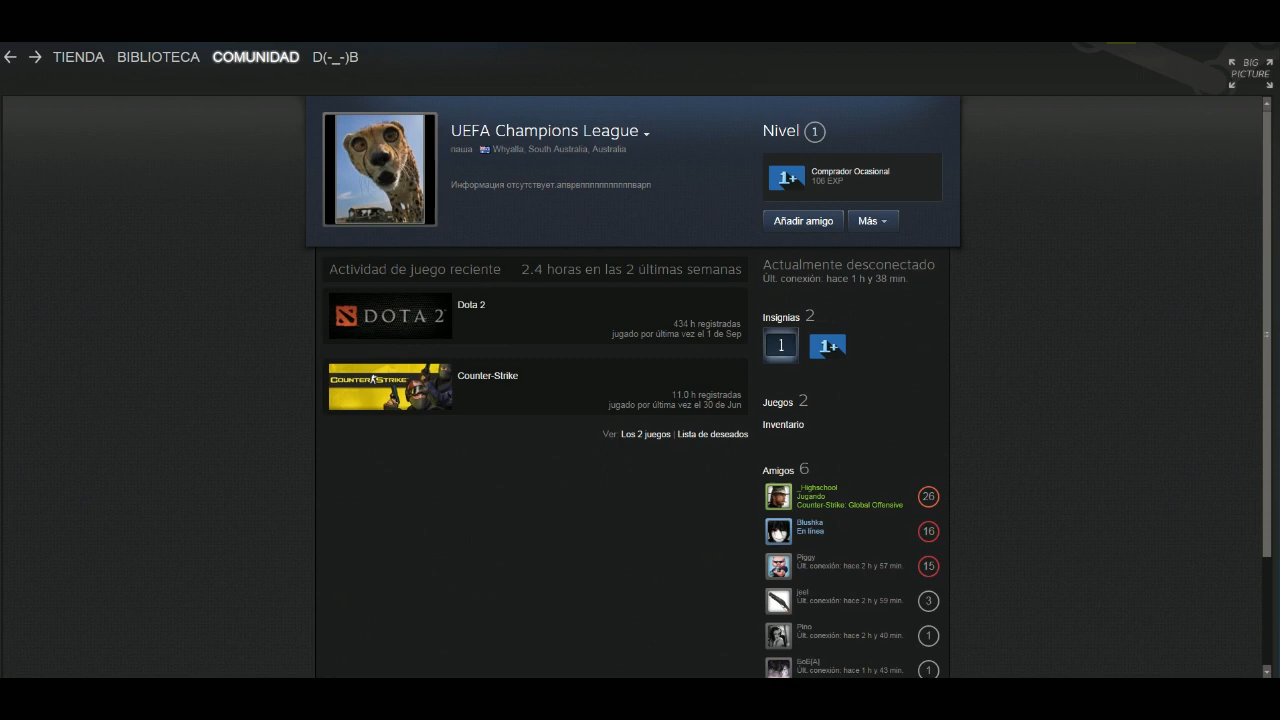 TIENDA BIBLIOTECA COMUNIDAD D(-_-)B
BIG
PICTURE
UEFA Champions League
паша Whyalla, South Australia, Australia
Информация отсутствует.апврепппппппппппеварп
Nivel 1
1+ Comprador Ocasional
106 EXP
Añadir amigo Más
Actividad de juego reciente 2.4 horas en las 2 últimas semanas
DOTA 2
Dota 2
434 h registradas
jugado por última vez el 1 de Sep
COUNTER STRIKE
Counter-Strike
11.0 h registradas
jugado por última vez el 30 de Jun
Ver Los 2 juegos | Lista de deseados
Actualmente desconectado
Últ. conexión: hace 1 h y 38 min.
Insignias 2
1 1+
Juegos 2
Inventario
Amigos 6
_Highschool
Jugando
Counter-Strike: Global Offensive
26
Blushka
En línea
16
Piggy
Últ. conexión: hace 2 h y 57 min.
15
jeel
Últ. conexión: hace 2 h y 59 min.
3
Pino
Últ. conexión: hace 2 h y 40 min.
1
БоБ[А]
Últ. conexión: hace 1 h y 43 min.
1